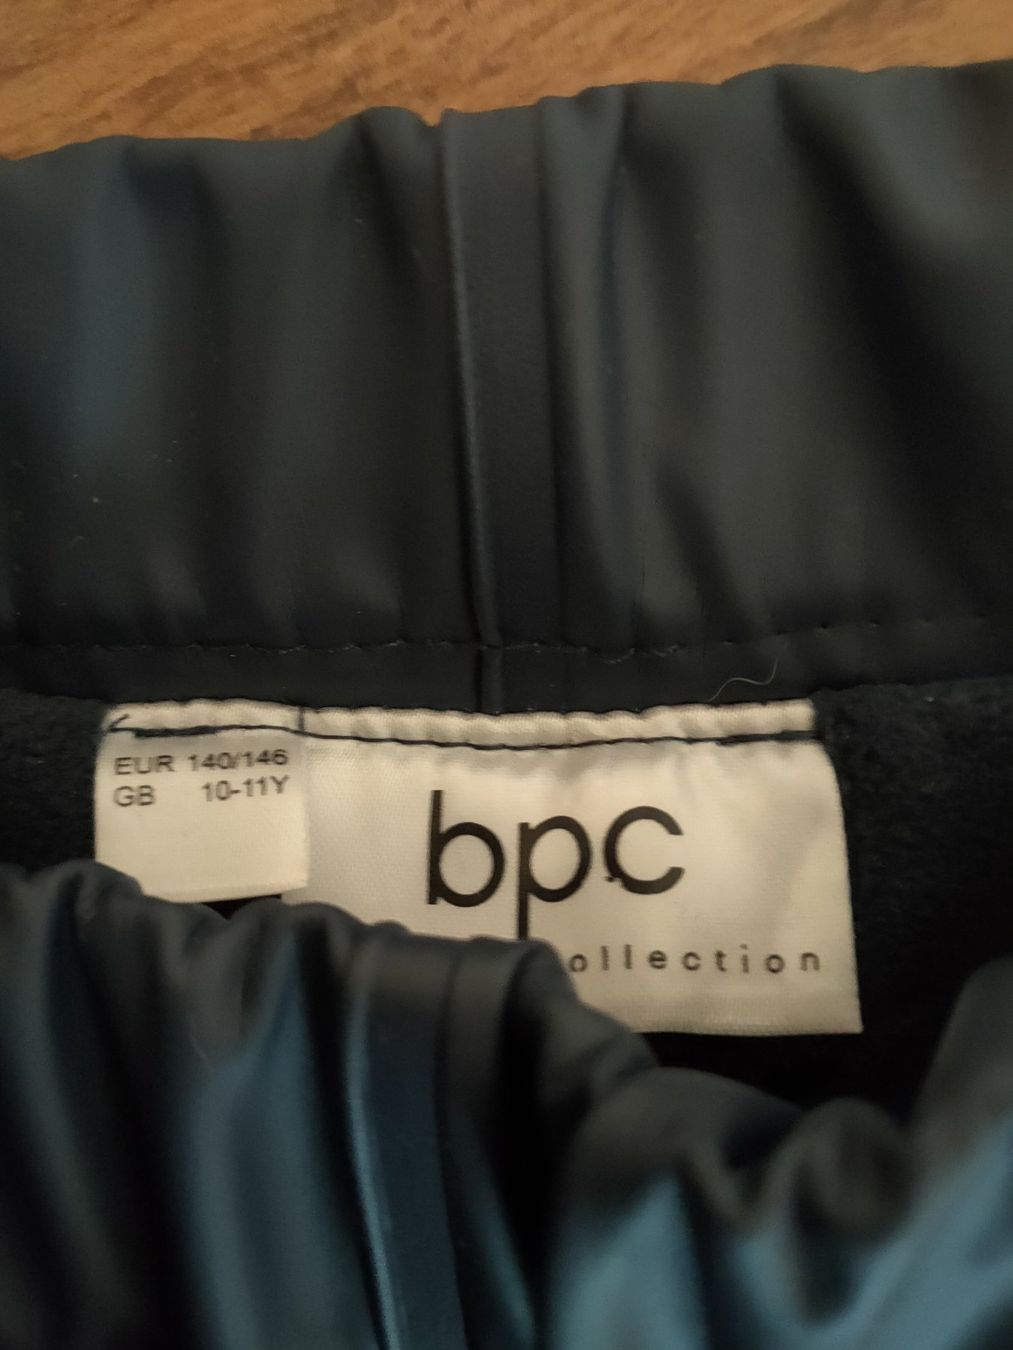 EUR 140/146
GB 10-11Y
bpc
ollection